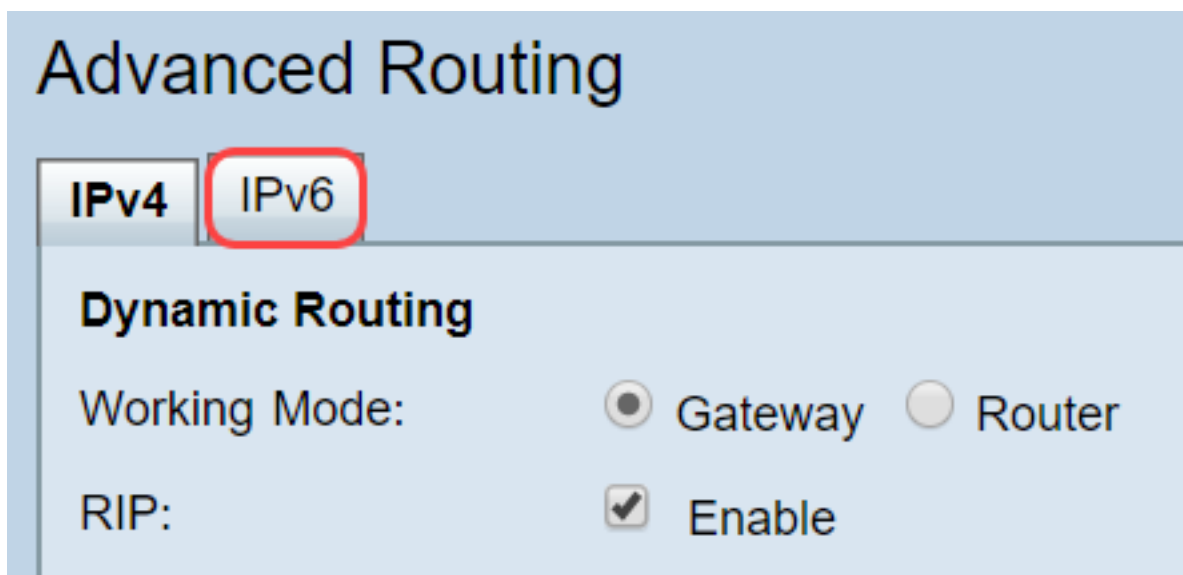 Advanced Routing
IPv4 IPv6
Dynamic Routing
Working Mode: Gateway Router
RIP: Enable